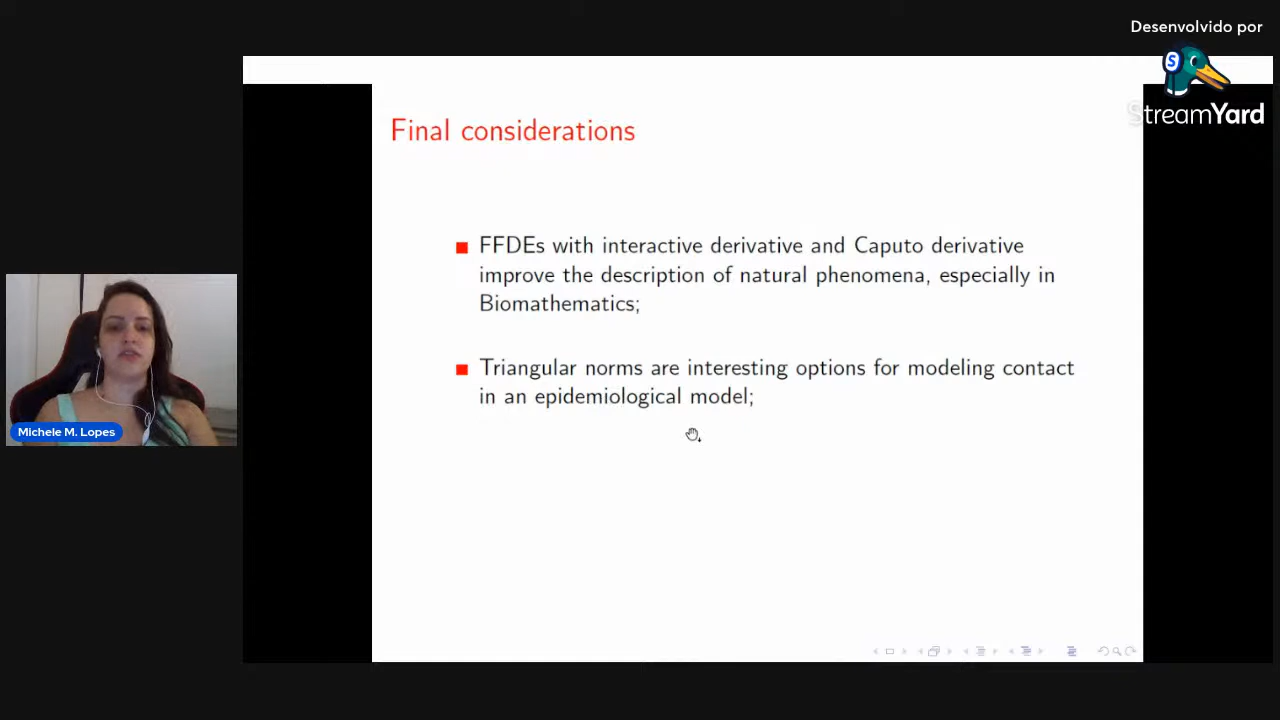 Desenvolvido por
S
StreamYard
Final considerations
FFDEs with interactive derivative and Caputo derivative
improve the description of natural phenomena, especially in
Biomathematics;
Triangular norms are interesting options for modeling contact
in an epidemiological model;
Michele M. Lopes